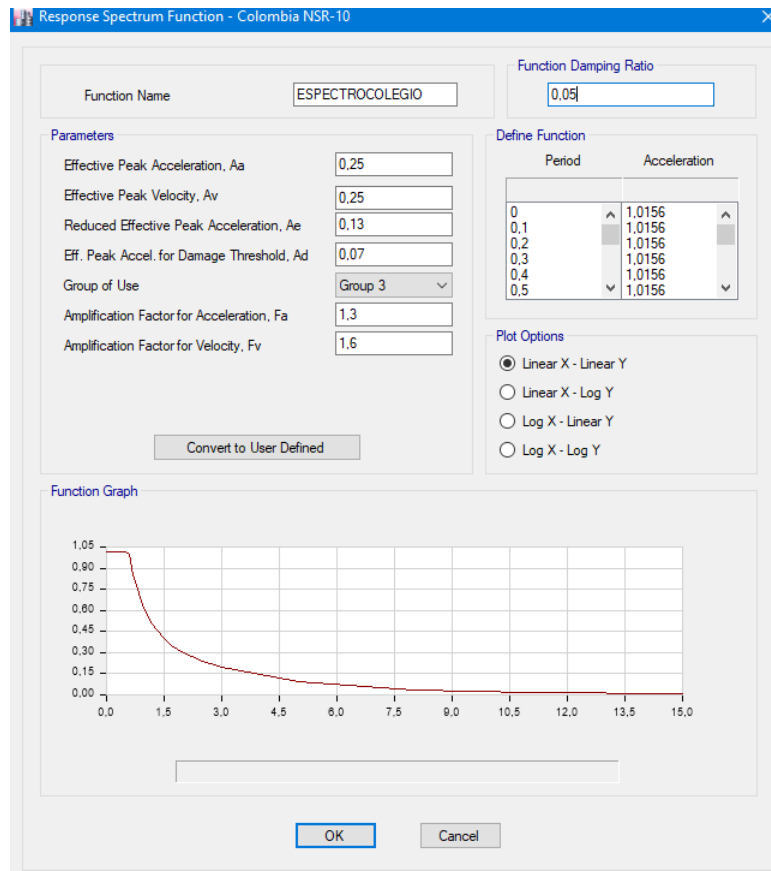 Response Spectrum Function - Colombia NSR-10
Function Name
ESPECTROCOLEGIO
Function Damping Ratio
0,05
Parameters
Effective Peak Acceleration, Aa
0,25
Effective Peak Velocity, Av
0,25
Reduced Effective Peak Acceleration, Ae
0,13
Eff. Peak Accel. for Damage Threshold, Ad
0,07
Group of Use
Group 3
Amplification Factor for Acceleration, Fa
1,3
Amplification Factor for Velocity, Fv
1,6
Convert to User Defined
Define Function
Period Acceleration
0 1,0156
0,1 1,0156
0,2 1,0156
0,3 1,0156
0,4 1,0156
0,5 1,0156
Plot Options
Linear X - Linear Y
Linear X - Log Y
Log X - Linear Y
Log X - Log Y
Function Graph
1,05
0,90
0,75
0,60
0,45
0,30
0,15
0,00
0,0 1,5 3,0 4,5 6,0 7,5 9,0 10,5 12,0 13,5 15,0
OK Cancel